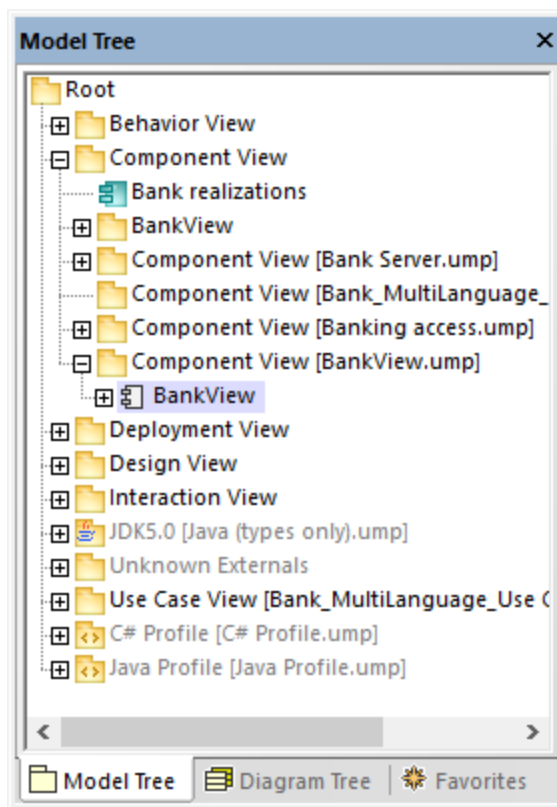 Model Tree
Root
Behavior View
Component View
Bank realizations
BankView
Component View [Bank Server.ump]
Component View [Bank_MultiLanguage_
Component View [Banking access.ump]
Component View [BankView.ump]
BankView
Deployment View
Design View
Interaction View
JDK5.0 [Java (types only).ump]
Unknown Externals
Use Case View [Bank_MultiLanguage_Use
C# Profile [C# Profile.ump]
Java Profile [Java Profile.ump]
Model Tree Diagram Tree Favorites